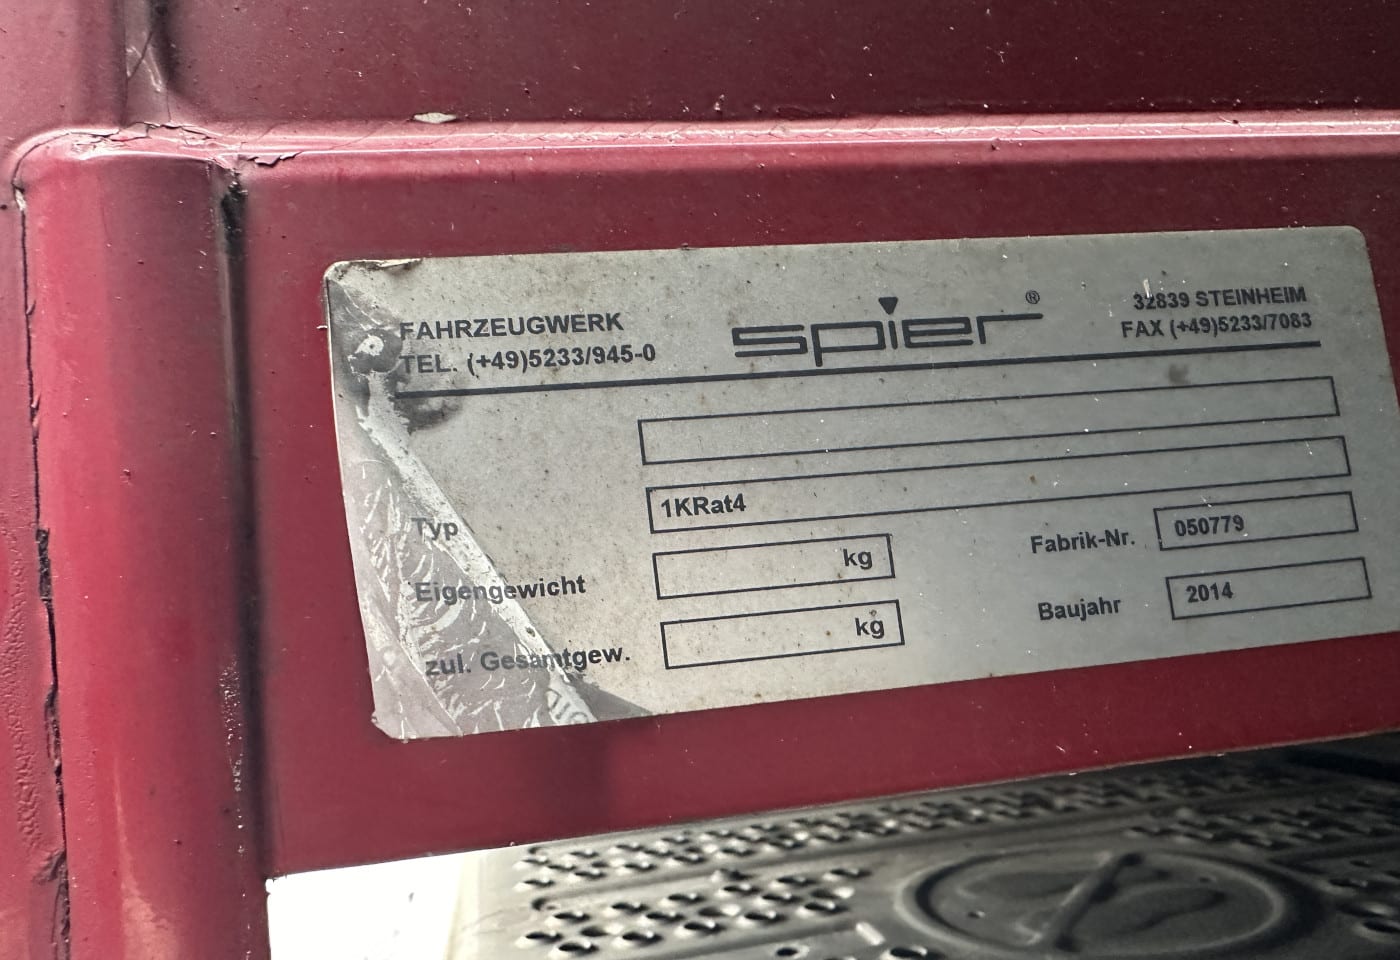 FAHRZEUGWERK
TEL. (+49)5233/945-0
spier ®
32839 STEINHEIM
FAX (+49)5233/7083
Typ 1KRat4
Eigengewicht kg
Fabrik-Nr. 050779
zul. Gesamtgew. kg
Baujahr 2014